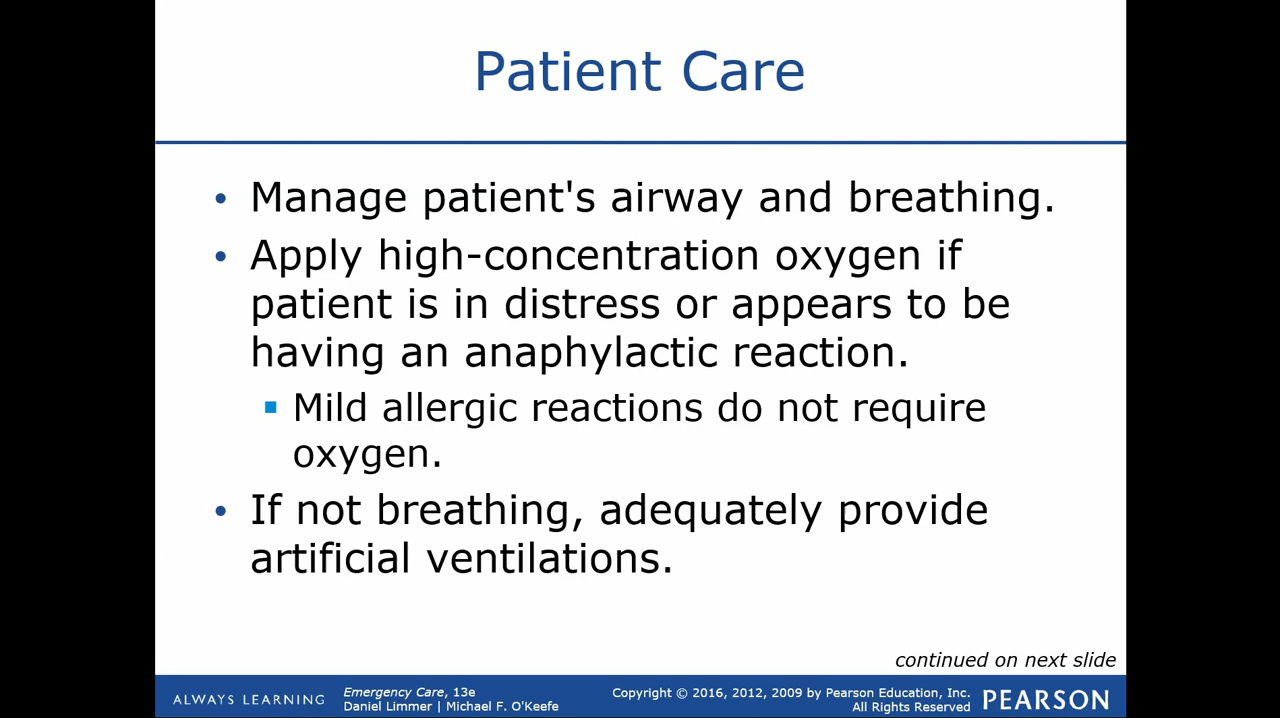 Patient Care
• Manage patient's airway and breathing.
• Apply high-concentration oxygen if
patient is in distress or appears to be
having an anaphylactic reaction.
▪ Mild allergic reactions do not require
oxygen.
• If not breathing, adequately provide
artificial ventilations.
continued on next slide
ALWAYS LEARNING
Emergency Care, 13e
Daniel Limmer | Michael F. O'Keefe
Copyright © 2016, 2012, 2009 by Pearson Education, Inc.
All Rights Reserved
PEARSON